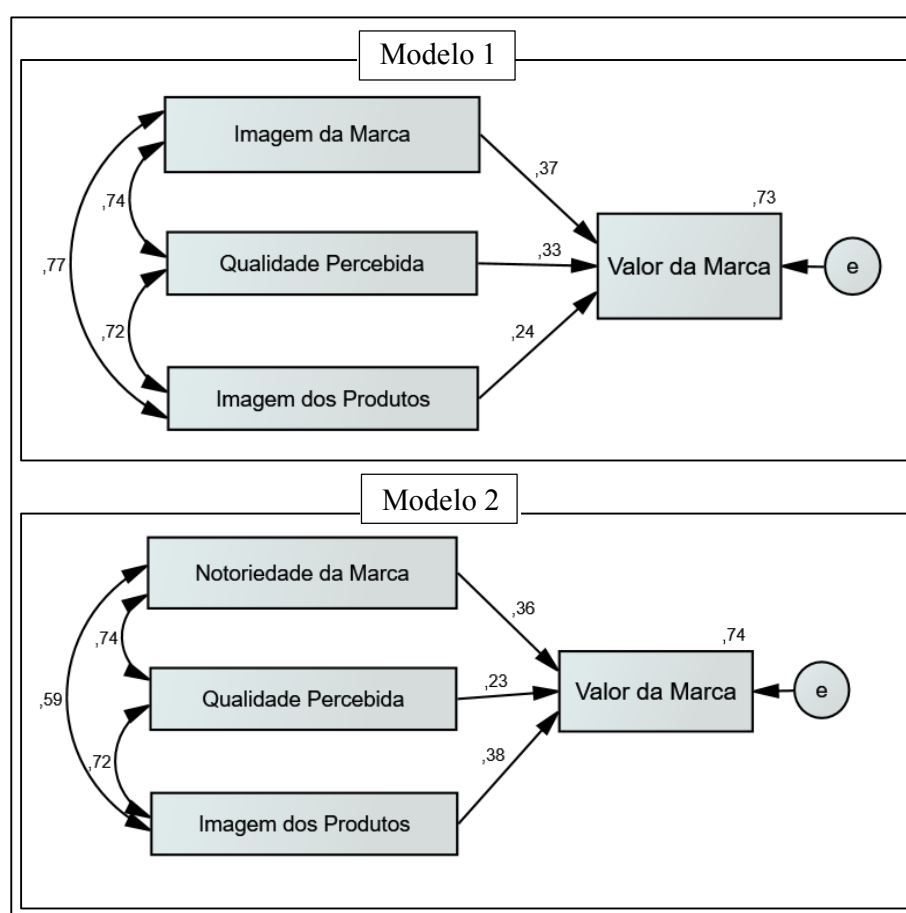 Modelo 1
Imagem da Marca
,37
,73
,74
,77
Qualidade Percebida
,33
Valor da Marca
e
,72
,24
Imagem dos Produtos
Modelo 2
Notoriedade da Marca
,36
,74
,74
,59
Qualidade Percebida
,23
Valor da Marca
e
,72
,38
Imagem dos Produtos